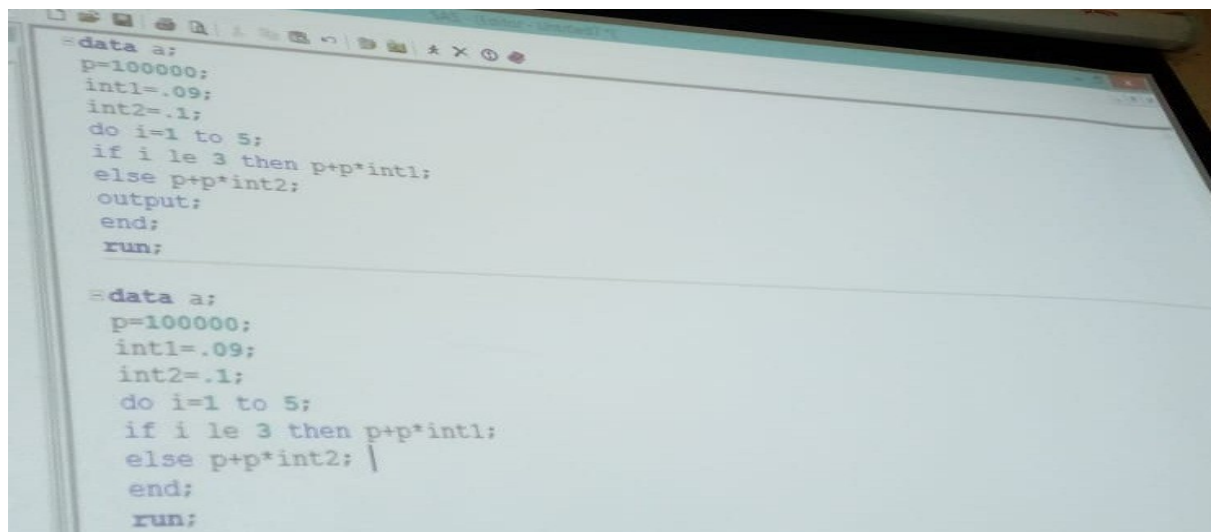 data a;
p=100000;
int1=.09;
int2=.1;
do i=1 to 5;
if i le 3 then p+p*int1;
else p+p*int2;
output;
end;
run;
data a;
p=100000;
int1=.09;
int2=.1;
do i=1 to 5;
if i le 3 then p+p*int1;
else p+p*int2;
end;
run;